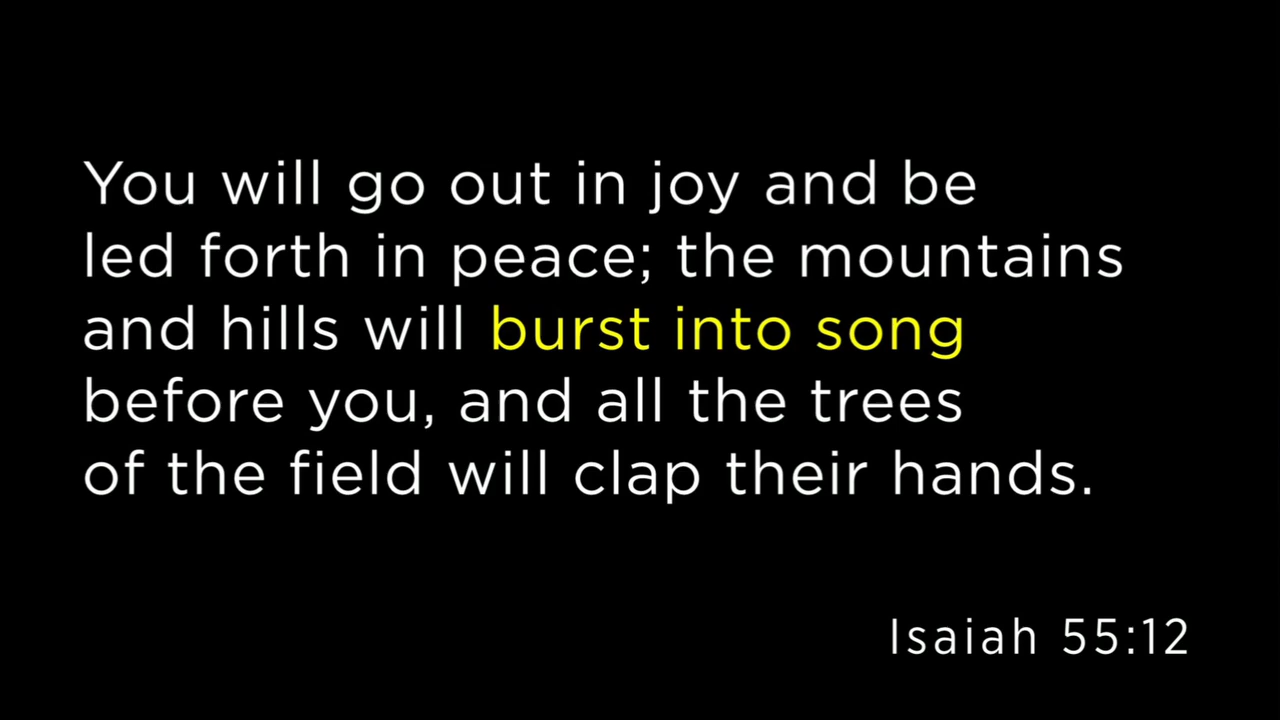 You will go out in joy and be
led forth in peace; the mountains
and hills will burst into song
before you, and all the trees
of the field will clap their hands.
Isaiah 55:12